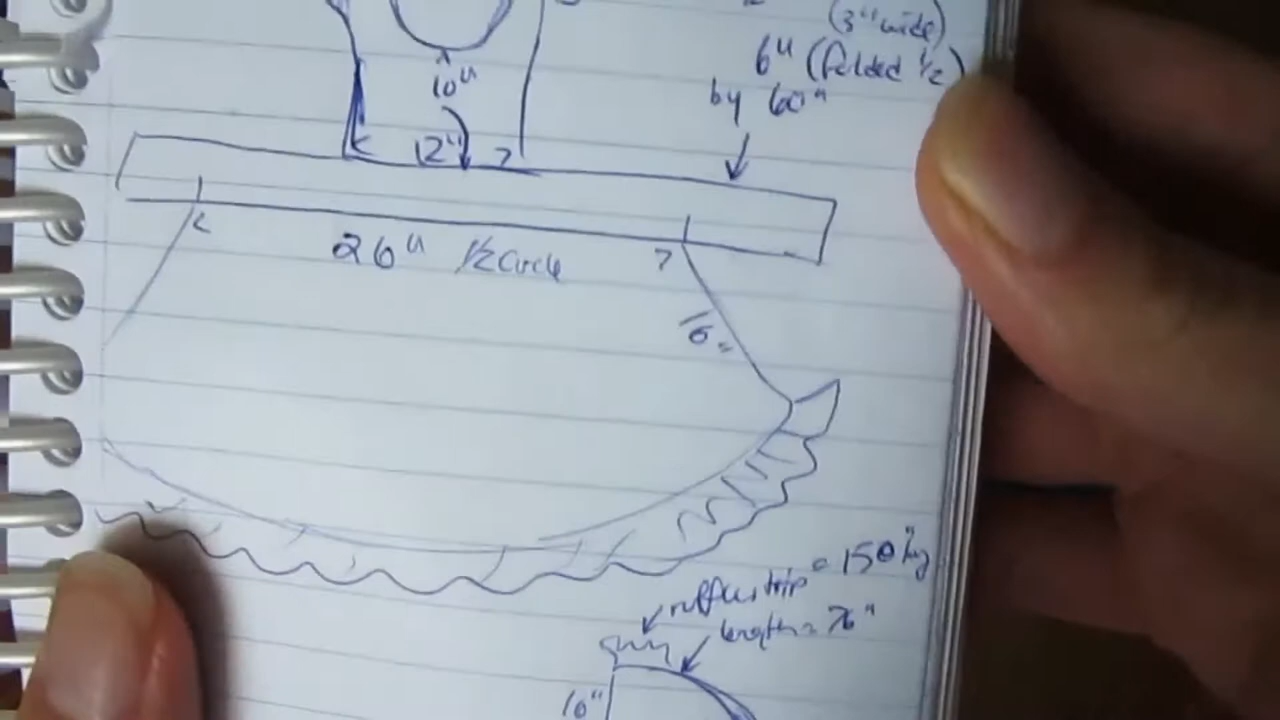 (3" wide)
6" (folded 1/2)
by 60"
10"
12"
26" 1/2 Circle
16"
ruffle strip = 150" by
length = 76"
16"